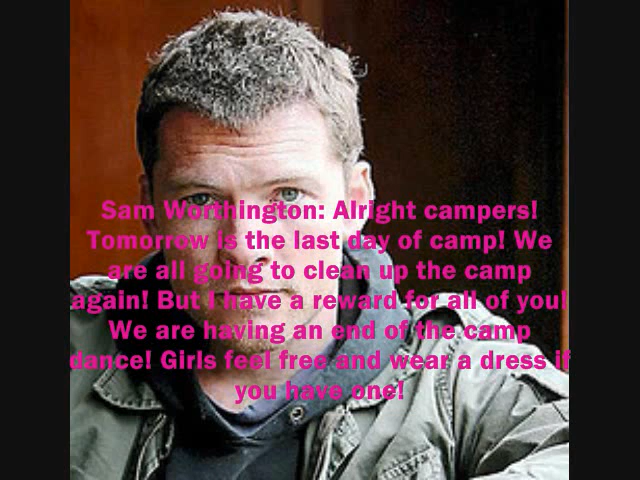 Sam Worthington: Alright campers!
Tomorrow is the last day of camp! We
are all going to clean up the camp
again! But I have a reward for all of you!
We are having an end of the camp
dance! Girls feel free and wear a dress if
you have one!